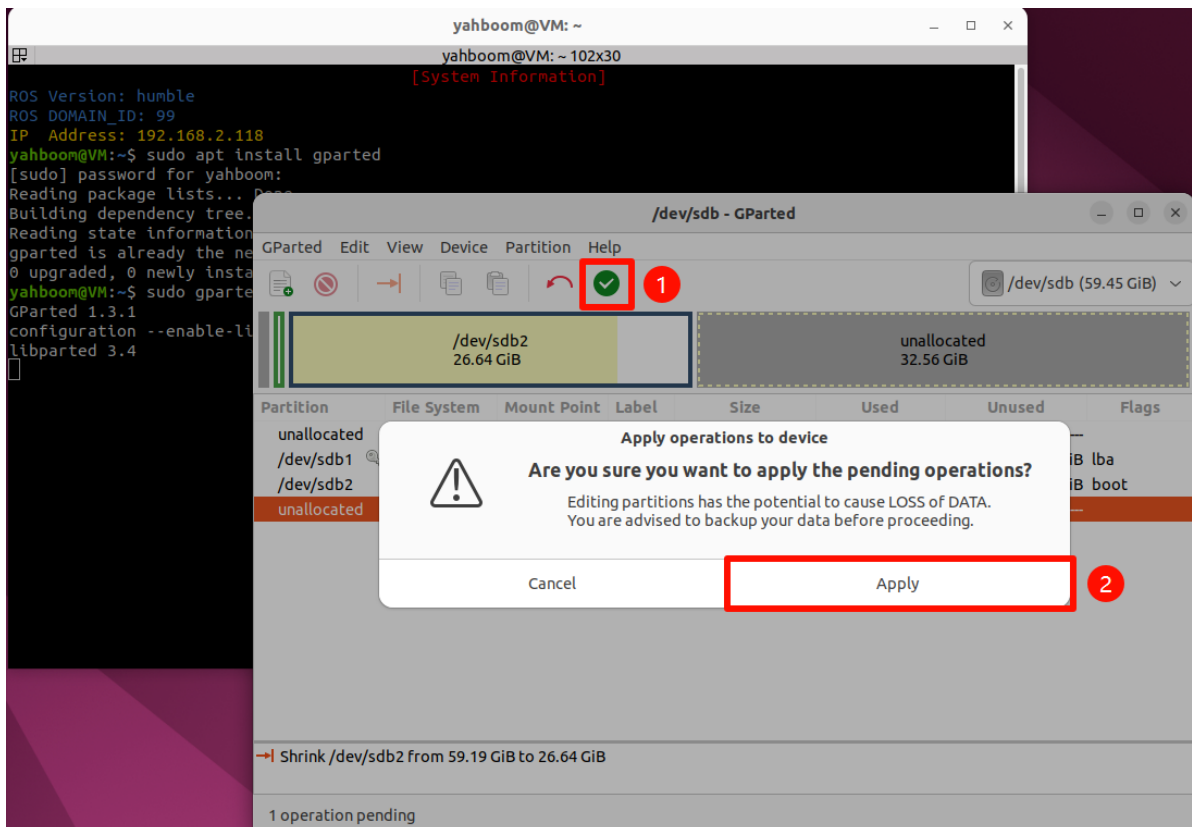 yahboom@VM: ~
yahboom@VM: ~ 102x30
[System Information]
ROS Version: humble
ROS DOMAIN_ID: 99
IP Address: 192.168.2.118
yahboom@VM:~$ sudo apt install gparted
[sudo] password for yahboom:
Reading package lists... Done
Building dependency tree.
Reading state information
gparted is already the ne
0 upgraded, 0 newly insta
yahboom@VM:~$ sudo gparte
GParted 1.3.1
configuration --enable-li
libparted 3.4
/dev/sdb - GParted
GParted Edit View Device Partition Help
1
/dev/sdb (59.45 GiB)
/dev/sdb2
26.64 GiB
unallocated
32.56 GiB
Partition File System Mount Point Label Size Used Unused Flags
unallocated
/dev/sdb1 iB lba
/dev/sdb2 iB boot
unallocated
Apply operations to device
Are you sure you want to apply the pending operations?
Editing partitions has the potential to cause LOSS of DATA.
You are advised to backup your data before proceeding.
Cancel Apply
2
Shrink /dev/sdb2 from 59.19 GiB to 26.64 GiB
1 operation pending